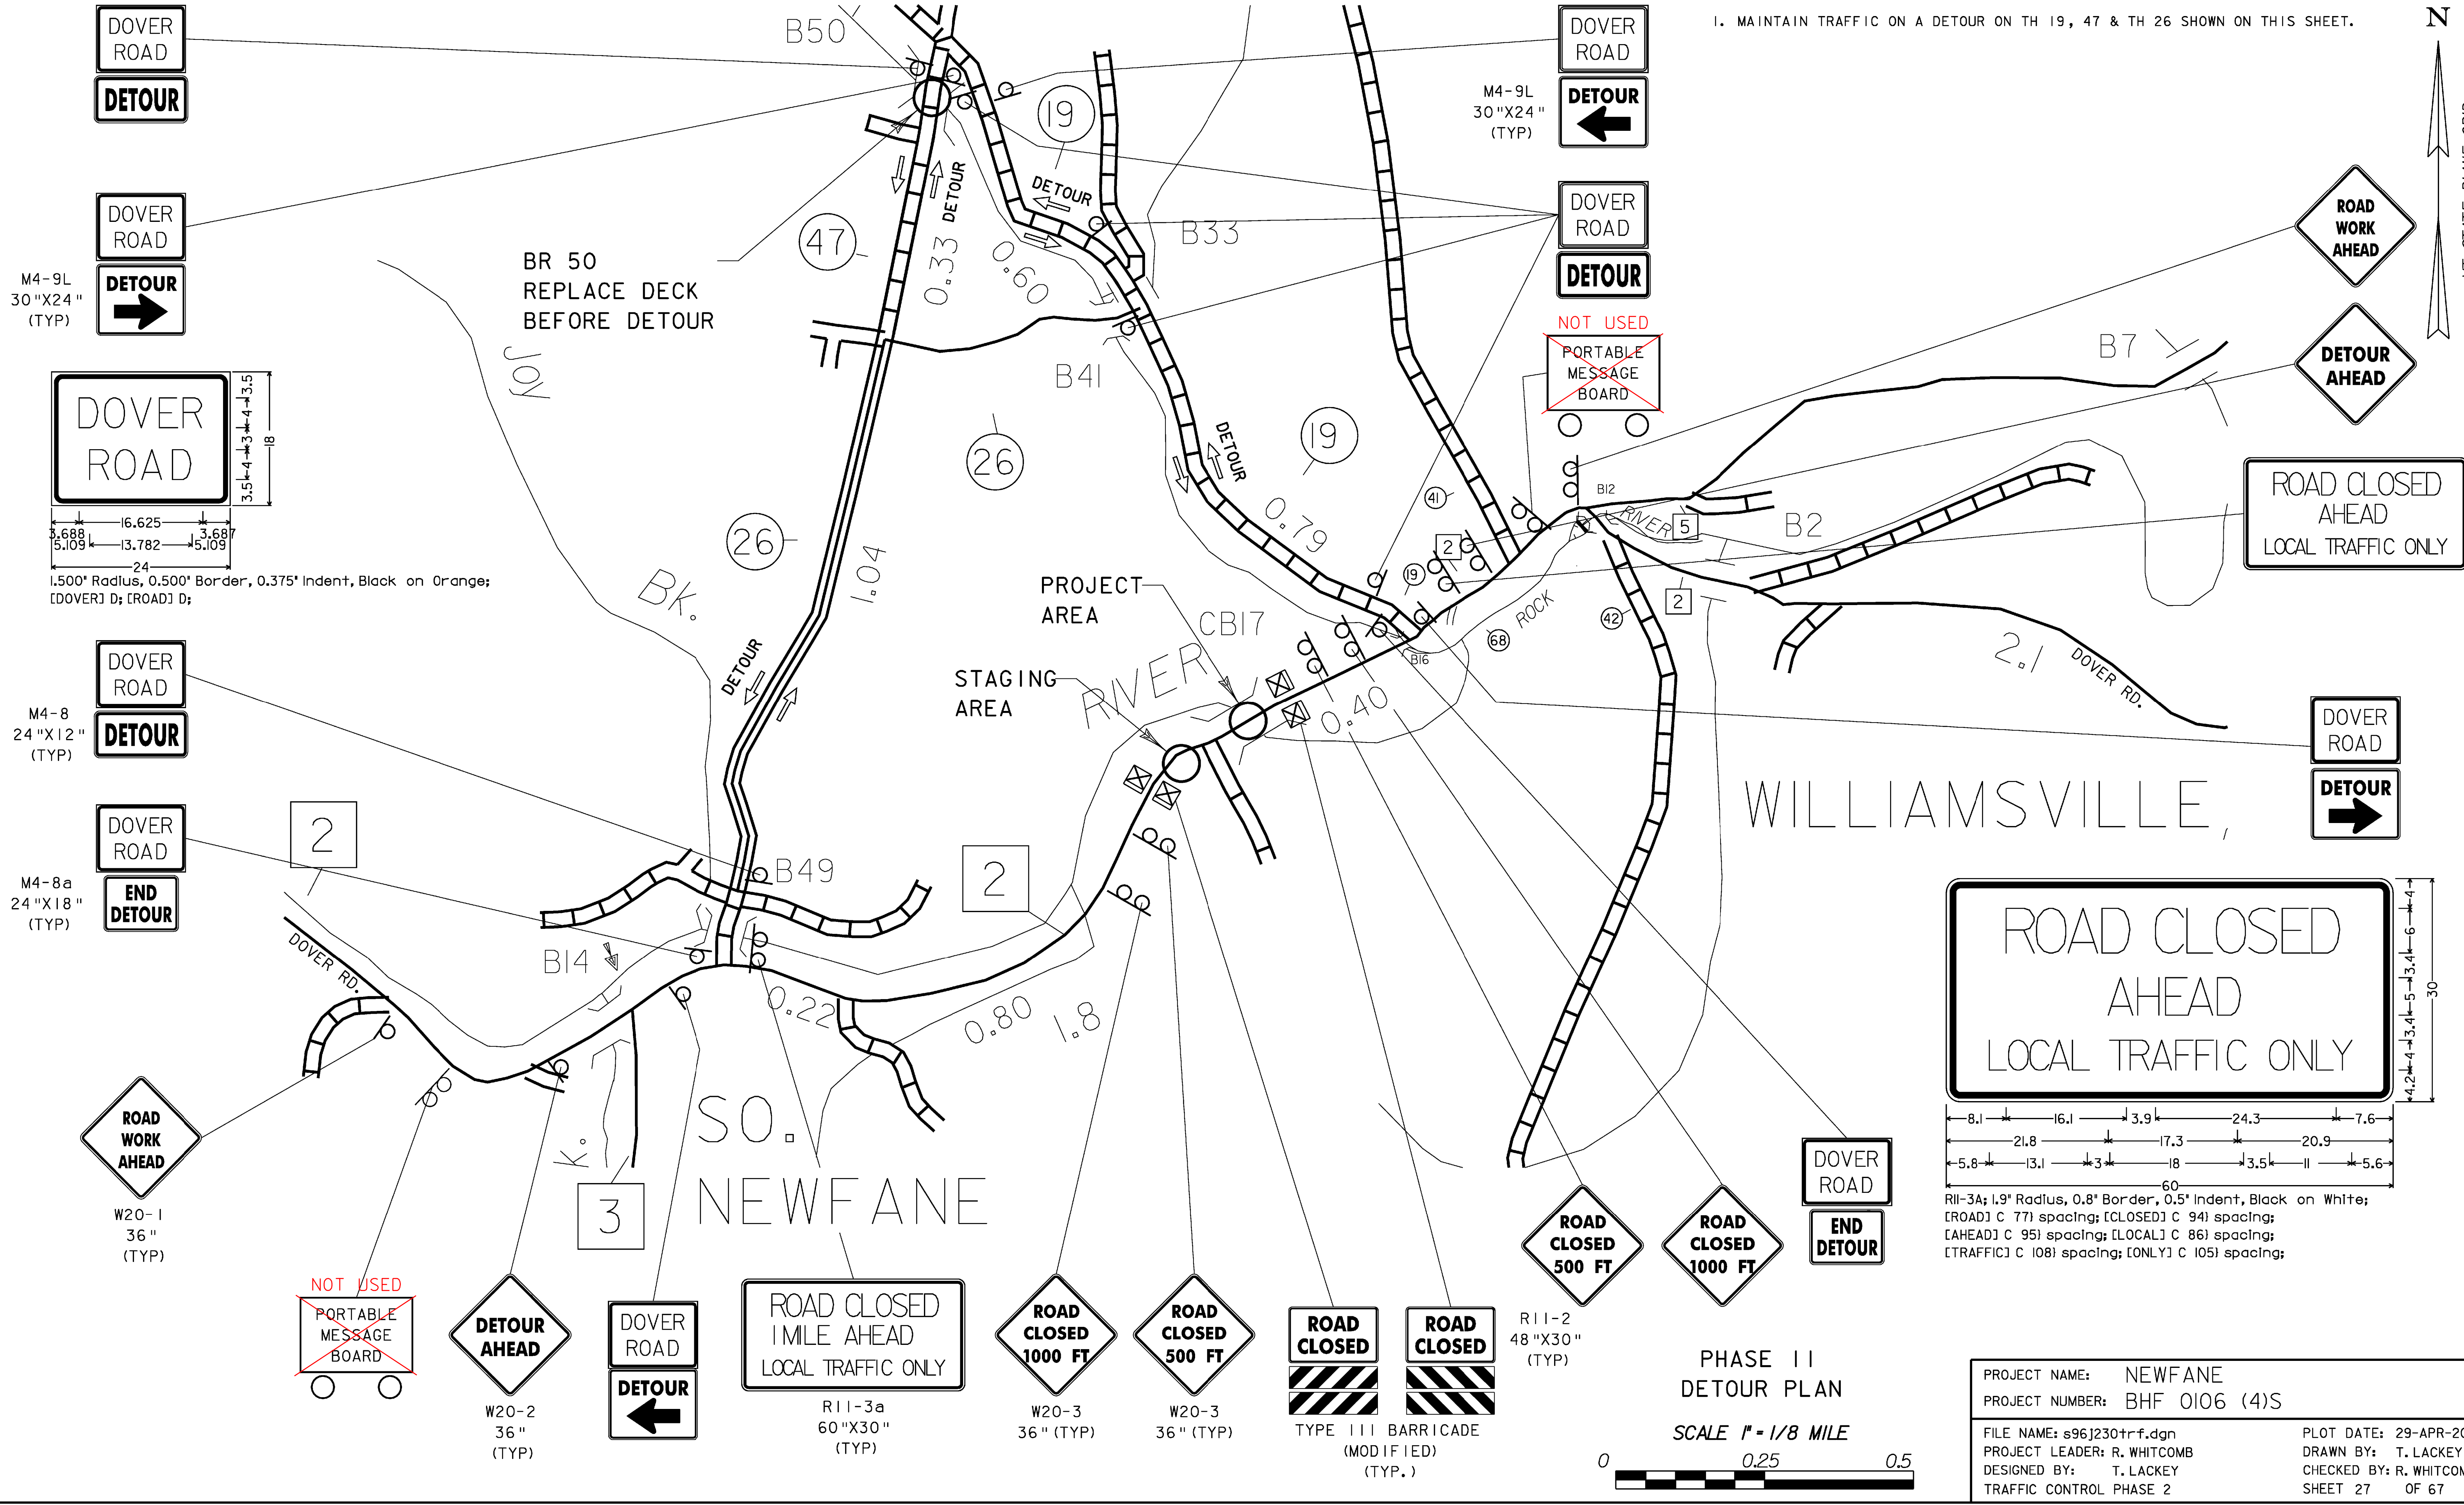 1. MAINTAIN TRAFFIC ON A DETOUR ON TH 19, 47 & TH 26 SHOWN ON THIS SHEET.
N
DOVER
ROAD
DETOUR
B50
DOVER
ROAD
M4-9L
30"X24"
(TYP)
DETOUR
19
DOVER
ROAD
M4-9L
30"X24"
(TYP)
DETOUR
DETOUR
DETOUR
47
0.33
0.60
B33
DOVER
ROAD
DETOUR
ROAD
WORK
AHEAD
BR 50
REPLACE DECK
BEFORE DETOUR
NOT USED
PORTABLE
MESSAGE
BOARD
B7
DETOUR
AHEAD
JOY
B41
DOVER
ROAD
3.5
4
3
4
3.5
18
16.625
3.688
3.687
5.109
13.782
5.109
24
1.500" Radius, 0.500" Border, 0.375" Indent, Black on Orange;
[DOVER] D; [ROAD] D;
26
DETOUR
19
26
1.04
0.79
41
B12
RIVER
5
B2
ROAD CLOSED
AHEAD
LOCAL TRAFFIC ONLY
BK.
PROJECT
AREA
2
19
2
42
CB17
68
ROCK
B16
2.1
DOVER RD.
DOVER
ROAD
M4-8
24"X12"
(TYP)
DETOUR
DETOUR
STAGING
AREA
RIVER
0.40
DOVER
ROAD
DETOUR
WILLIAMSVILLE,
DOVER
ROAD
M4-8a
24"X18"
(TYP)
END
DETOUR
2
B49
2
B14
DOVER RD.
0.22
0.80
1.8
ROAD CLOSED
AHEAD
LOCAL TRAFFIC ONLY
4
6
3.4
5
3.4
4
4.2
30
8.1
16.1
3.9
24.3
7.6
21.8
17.3
20.9
5.8
13.1
3
18
3.5
11
5.6
60
R11-3A; 1.9" Radius, 0.8" Border, 0.5" Indent, Black on White;
[ROAD] C 77} spacing; [CLOSED] C 94} spacing;
[AHEAD] C 95} spacing; [LOCAL] C 86} spacing;
[TRAFFIC] C 108} spacing; [ONLY] C 105} spacing;
ROAD
WORK
AHEAD
W20-1
36"
(TYP)
K.
3
SO.
NEWFANE
DOVER
ROAD
END
DETOUR
ROAD
CLOSED
500 FT
ROAD
CLOSED
1000 FT
NOT USED
PORTABLE
MESSAGE
BOARD
DETOUR
AHEAD
W20-2
36"
(TYP)
DOVER
ROAD
DETOUR
ROAD CLOSED
1 MILE AHEAD
LOCAL TRAFFIC ONLY
R11-3a
60"X30"
(TYP)
ROAD
CLOSED
1000 FT
W20-3
36" (TYP)
ROAD
CLOSED
500 FT
W20-3
36" (TYP)
ROAD
CLOSED
ROAD
CLOSED
TYPE III BARRICADE
(MODIFIED)
(TYP.)
R11-2
48"X30"
(TYP)
PHASE II
DETOUR PLAN
SCALE 1" = 1/8 MILE
0 0.25 0.5
PROJECT NAME: NEWFANE
PROJECT NUMBER: BHF 0106 (4)S
FILE NAME: s96j230trf.dgn
PROJECT LEADER: R. WHITCOMB
DESIGNED BY: T. LACKEY
TRAFFIC CONTROL PHASE 2
PLOT DATE: 29-APR-20
DRAWN BY: T. LACKEY
CHECKED BY: R. WHITCOM
SHEET 27 OF 67